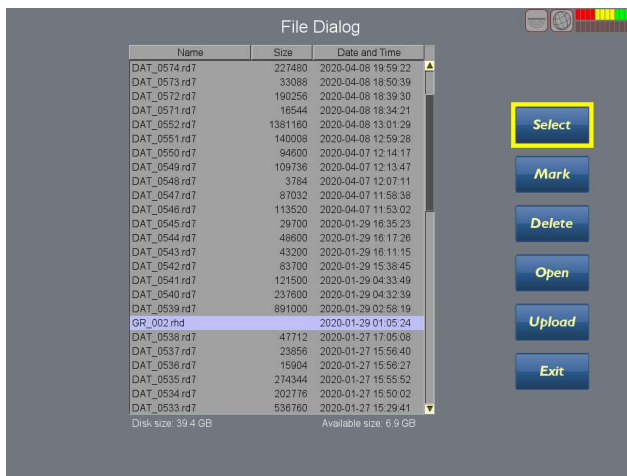 File Dialog
Name Size Date and Time
DAT_0574.rd7 227480 2020-04-08 19:59:22
DAT_0573.rd7 33088 2020-04-08 18:50:39
DAT_0572.rd7 190256 2020-04-08 18:39:30
DAT_0571.rd7 16544 2020-04-08 18:34:21
DAT_0552.rd7 1381160 2020-04-08 13:01:29
DAT_0551.rd7 140008 2020-04-08 12:59:28
DAT_0550.rd7 94600 2020-04-07 12:14:17
DAT_0549.rd7 109736 2020-04-07 12:13:47
DAT_0548.rd7 3784 2020-04-07 12:07:11
DAT_0547.rd7 87032 2020-04-07 11:58:38
DAT_0546.rd7 113520 2020-04-07 11:53:02
DAT_0545.rd7 29700 2020-01-29 16:35:23
DAT_0544.rd7 48600 2020-01-29 16:17:26
DAT_0543.rd7 43200 2020-01-29 16:11:15
DAT_0542.rd7 83700 2020-01-29 15:38:45
DAT_0541.rd7 121500 2020-01-29 04:33:49
DAT_0540.rd7 237600 2020-01-29 04:32:39
DAT_0539.rd7 891000 2020-01-29 02:58:19
GR_002.rhd 2020-01-29 01:05:24
DAT_0538.rd7 47712 2020-01-27 17:05:08
DAT_0537.rd7 23856 2020-01-27 15:56:40
DAT_0536.rd7 15904 2020-01-27 15:56:27
DAT_0535.rd7 274344 2020-01-27 15:55:52
DAT_0534.rd7 202776 2020-01-27 15:50:02
DAT_0533.rd7 536760 2020-01-27 15:29:41
Disk size: 39.4 GB Available size: 6.9 GB
Select
Mark
Delete
Open
Upload
Exit